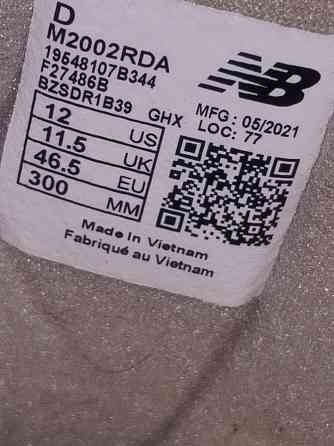 D
M2002RDA
19548107B344
F27486B
BZSDR1B39 GHX
MFG : 05/2021
LOC: 77
NB
12 US
11.5 UK
46.5 EU
300 MM
Made In Vietnam
Fabriqué au Vietnam